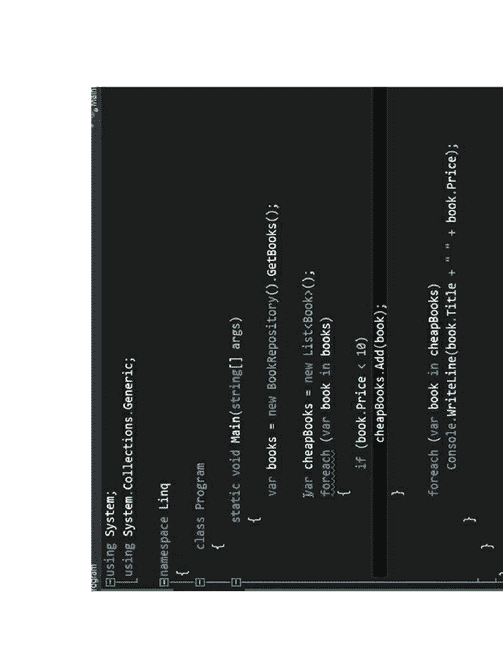 using System;
using System.Collections.Generic;
namespace Linq
{
class Program
{
static void Main(string[] args)
{
var books = new BookRepository().GetBooks();
var cheapBooks = new List<Book>();
foreach (var book in books)
{
if (book.Price < 10)
cheapBooks.Add(book);
}
foreach (var book in cheapBooks)
Console.WriteLine(book.Title + " " + book.Price);
}
}